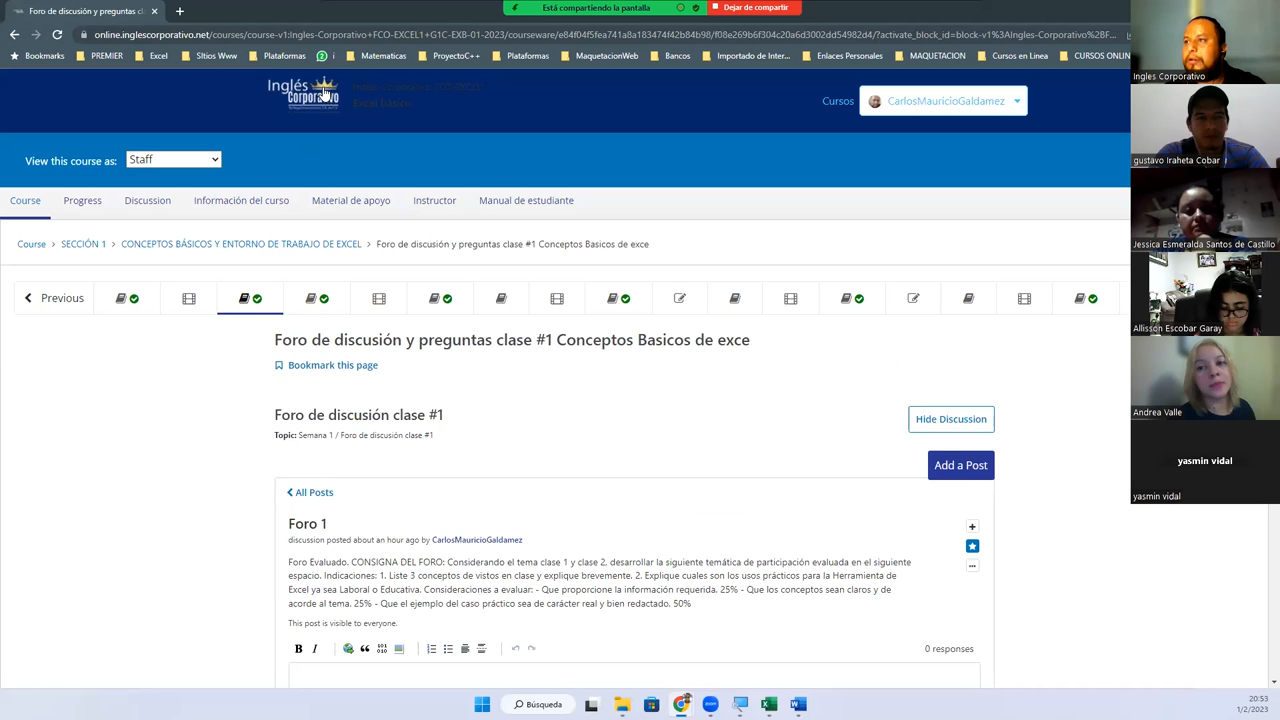 Foro de discusión y preguntas clas
Está compartiendo la pantalla
Dejar de compartir
online.inglescorporativo.net/courses/course-v1:Ingles-Corporativo+FCO-EXCEL1+G1C-EXB-01-2023/courseware/e84f04f5fea741a8a183474f42b84b98/f08e269b6f304c20a6d3002dd54982d4/?activate_block_id=block-v1%3AIngles-Corporativo%2BF...
Bookmarks PREMIER Excel Sitios Www Plataformas i Matematicas ProyectoC++ Plataformas MaquetacionWeb Bancos Importado de Inter... Enlaces Personales MAQUETACION Cursos en Linea CURSOS ONLIN
Inglés
Corporativo
Excel Básico
Cursos
CarlosMauricioGaldamez
View this course as: Staff
Course Progress Discussion Información del curso Material de apoyo Instructor Manual de estudiante
Course > SECCIÓN 1 > CONCEPTOS BÁSICOS Y ENTORNO DE TRABAJO DE EXCEL > Foro de discusión y preguntas clase #1 Conceptos Basicos de exce
Previous
Foro de discusión y preguntas clase #1 Conceptos Basicos de exce
Bookmark this page
Foro de discusión clase #1
Hide Discussion
Topic: Semana 1 / Foro de discusión clase #1
Add a Post
All Posts
Foro 1
discussion posted about an hour ago by CarlosMauricioGaldamez
Foro Evaluado. CONSIGNA DEL FORO: Considerando el tema clase 1 y clase 2, desarrollar la siguiente temática de participación evaluada en el siguiente
espacio. Indicaciones: 1. Liste 3 conceptos de vistos en clase y explique brevemente. 2. Explique cuales son los usos prácticos para la Herramienta de
Excel ya sea Laboral o Educativa. Consideraciones a evaluar: - Que proporcione la información requerida. 25% - Que los conceptos sean claros y de
acorde al tema. 25% - Que el ejemplo del caso práctico sea de carácter real y bien redactado. 50%
This post is visible to everyone.
B I
0 responses
Ingles Corporativo
gustavo Iraheta Cobar
Jessica Esmeralda Santos de Castillo
Allisson Escobar Garay
Andrea Valle
yasmin vidal
yasmin vidal
Búsqueda
20:53
1/2/2023